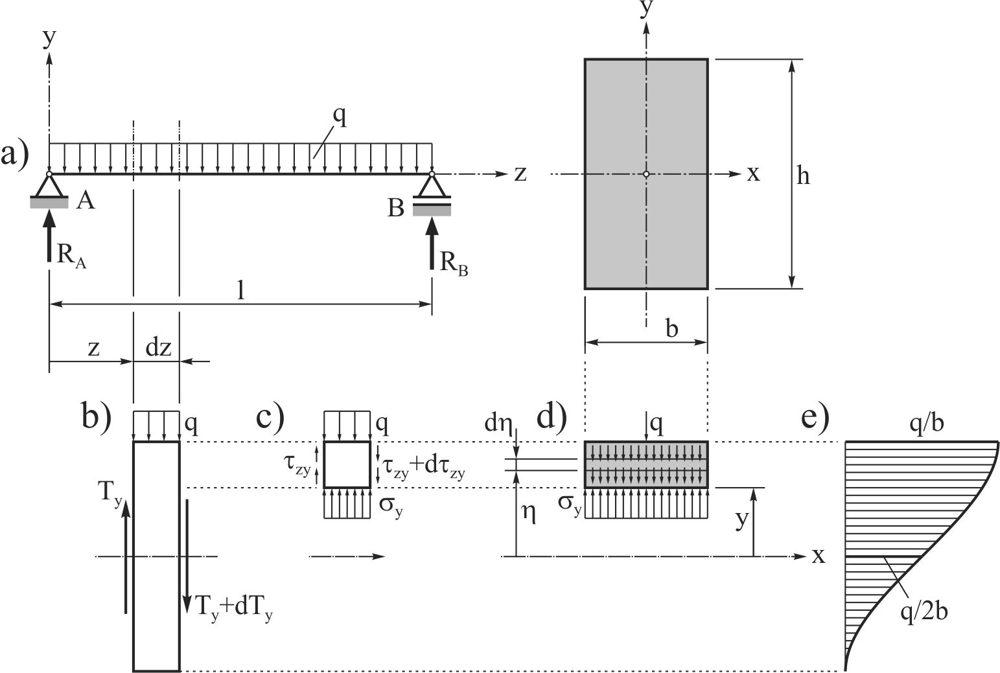 y
y
a)
q
z
x
h
A
B
R_A
R_B
l
b
z
dz
b)
q
c)
q
dη
d)
q
e)
q/b
τ_zy
τ_zy+dτ_zy
T_y
σ_y
σ_y
η
y
x
T_y+dT_y
q/2b